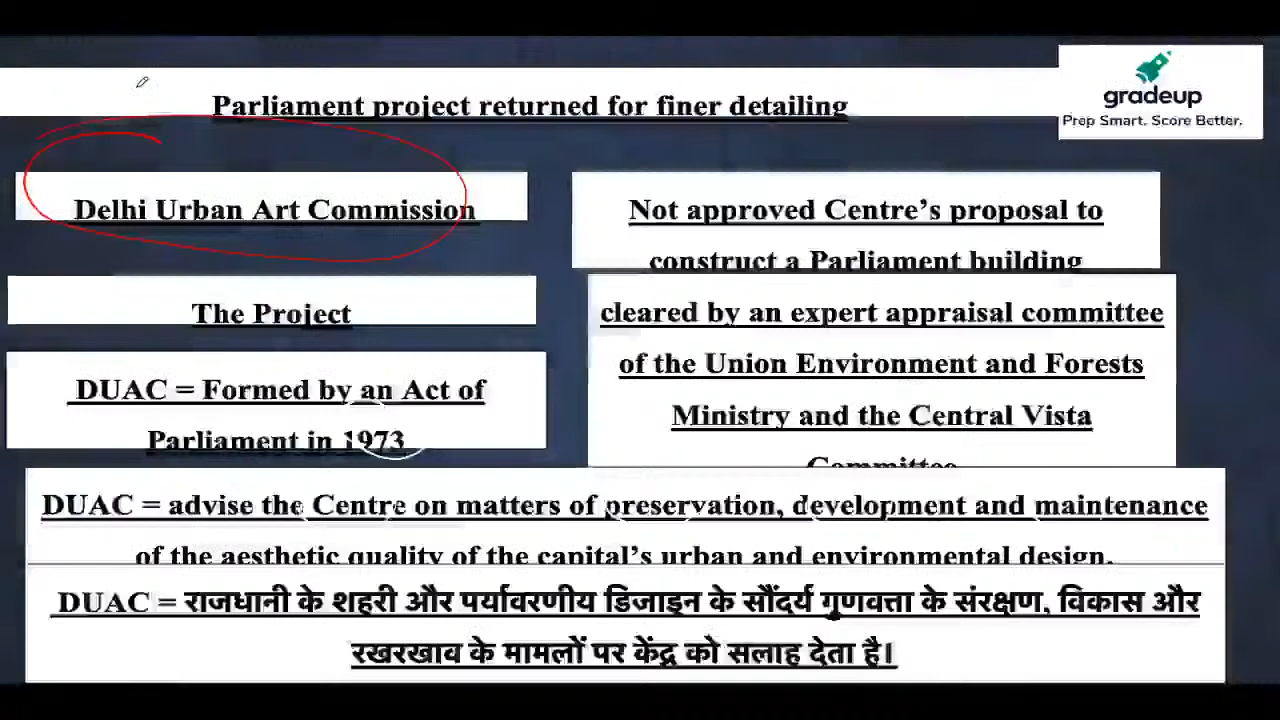 Parliament project returned for finer detailing
gradeup
Prep Smart. Score Better.
Delhi Urban Art Commission
Not approved Centre's proposal to
construct a Parliament building
The Project
cleared by an expert appraisal committee
of the Union Environment and Forests
Ministry and the Central Vista
Committee
DUAC = Formed by an Act of
Parliament in 1973
DUAC = advise the Centre on matters of preservation, development and maintenance
of the aesthetic quality of the capital's urban and environmental design.
DUAC = राजधानी के शहरी और पर्यावरणीय डिजाइन के सौंदर्य गुणवत्ता के संरक्षण, विकास और
रखरखाव के मामलों पर केंद्र को सलाह देता है।